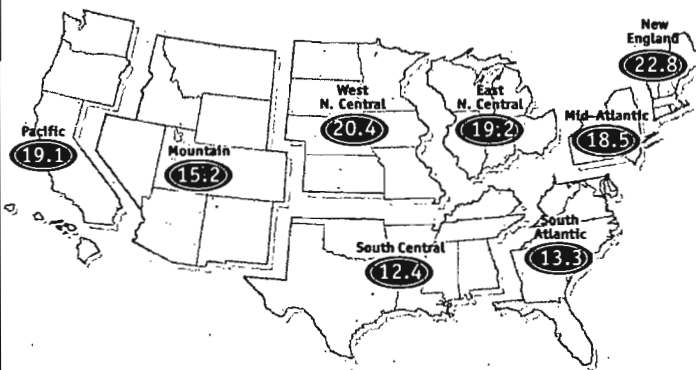 New
England
22.8
West
N. Central
20.4
East
N. Central
19.2
Mid-Atlantic
18.5
Pacific
19.1
Mountain
15.2
South
Atlantic
13.3
South Central
12.4